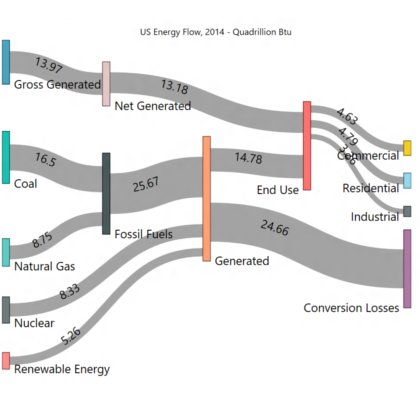 US Energy Flow, 2014 - Quadrillion Btu
13.97
Gross Generated
13.18
Net Generated
4.63
4.79
Commercial
16.5
Coal
25.67
14.78
End Use
Residential
Industrial
8.75
Natural Gas
Fossil Fuels
24.66
Generated
8.33
Nuclear
Conversion Losses
5.26
Renewable Energy